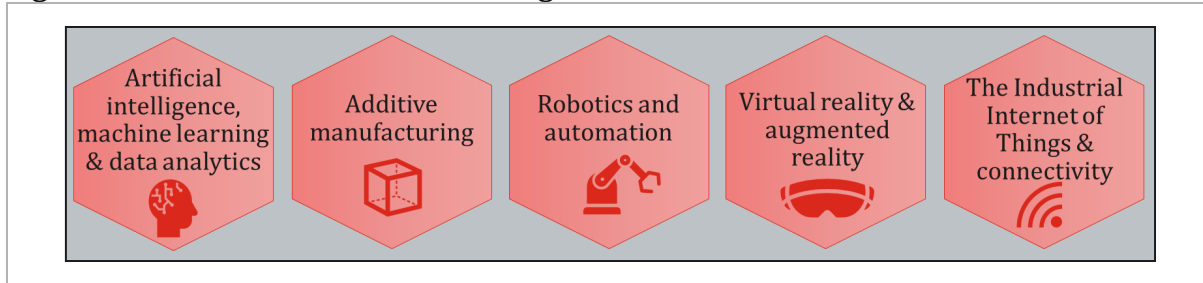 Artificial
intelligence,
machine learning
& data analytics
Additive
manufacturing
Robotics and
automation
Virtual reality &
augmented
reality
The Industrial
Internet of
Things &
connectivity